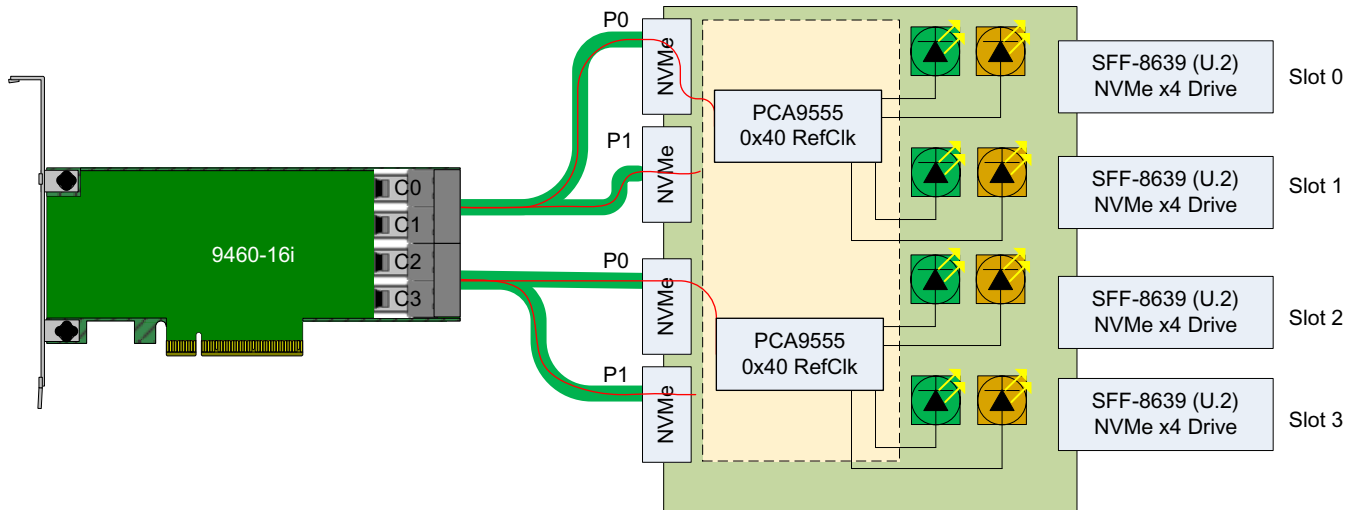 P0
NVMe
P1
NVMe
P0
NVMe
P1
NVMe
C0
C1
C2
C3
9460-16i
PCA9555
0x40 RefClk
PCA9555
0x40 RefClk
SFF-8639 (U.2)
NVMe x4 Drive
Slot 0
SFF-8639 (U.2)
NVMe x4 Drive
Slot 1
SFF-8639 (U.2)
NVMe x4 Drive
Slot 2
SFF-8639 (U.2)
NVMe x4 Drive
Slot 3